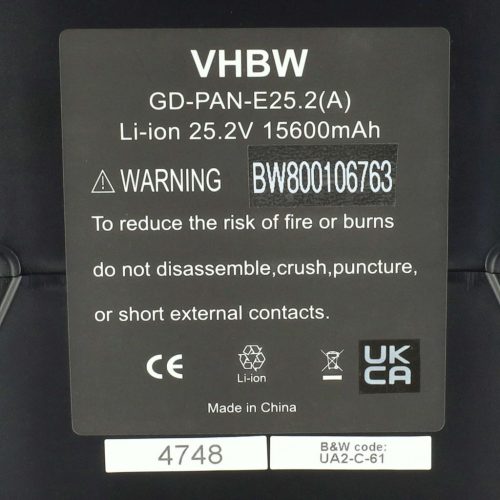 VHBW
GD-PAN-E25.2(A)
Li-ion 25.2V 15600mAh
⚠ WARNING BW800106763
To reduce the risk of fire or burns
do not disassemble,crush,puncture,
or short external contacts.
CE
Li-ion
UK
CA
Made in China
4748
B&W code:
UA2-C-61